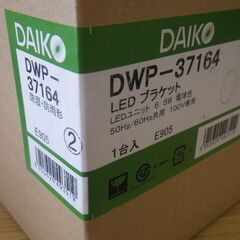 DAIKO
DWP-
37164
防湿・防雨形
②
E905
DAIKO
DWP-37164
LED ブラケット
LEDユニット 6.5W 電球色
50Hz/60Hz共用 100V専用
1台入
E905